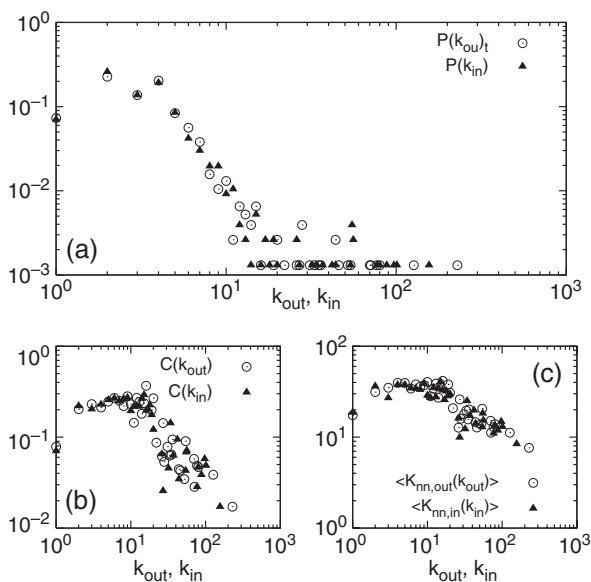 10^0
10^-1
10^-2
10^-3
10^0 10^1 10^2 10^3
k_out, k_in
P(k_ou)_t
P(k_in)
(a)
10^0
10^-1
10^-2
10^0 10^1 10^2 10^3
k_out, k_in
C(k_out)
C(k_in)
(b)
10^2
10^1
10^0
10^0 10^1 10^2 10^3
k_out, k_in
(c)
<K_nn,out(k_out)>
<K_nn,in(k_in)>